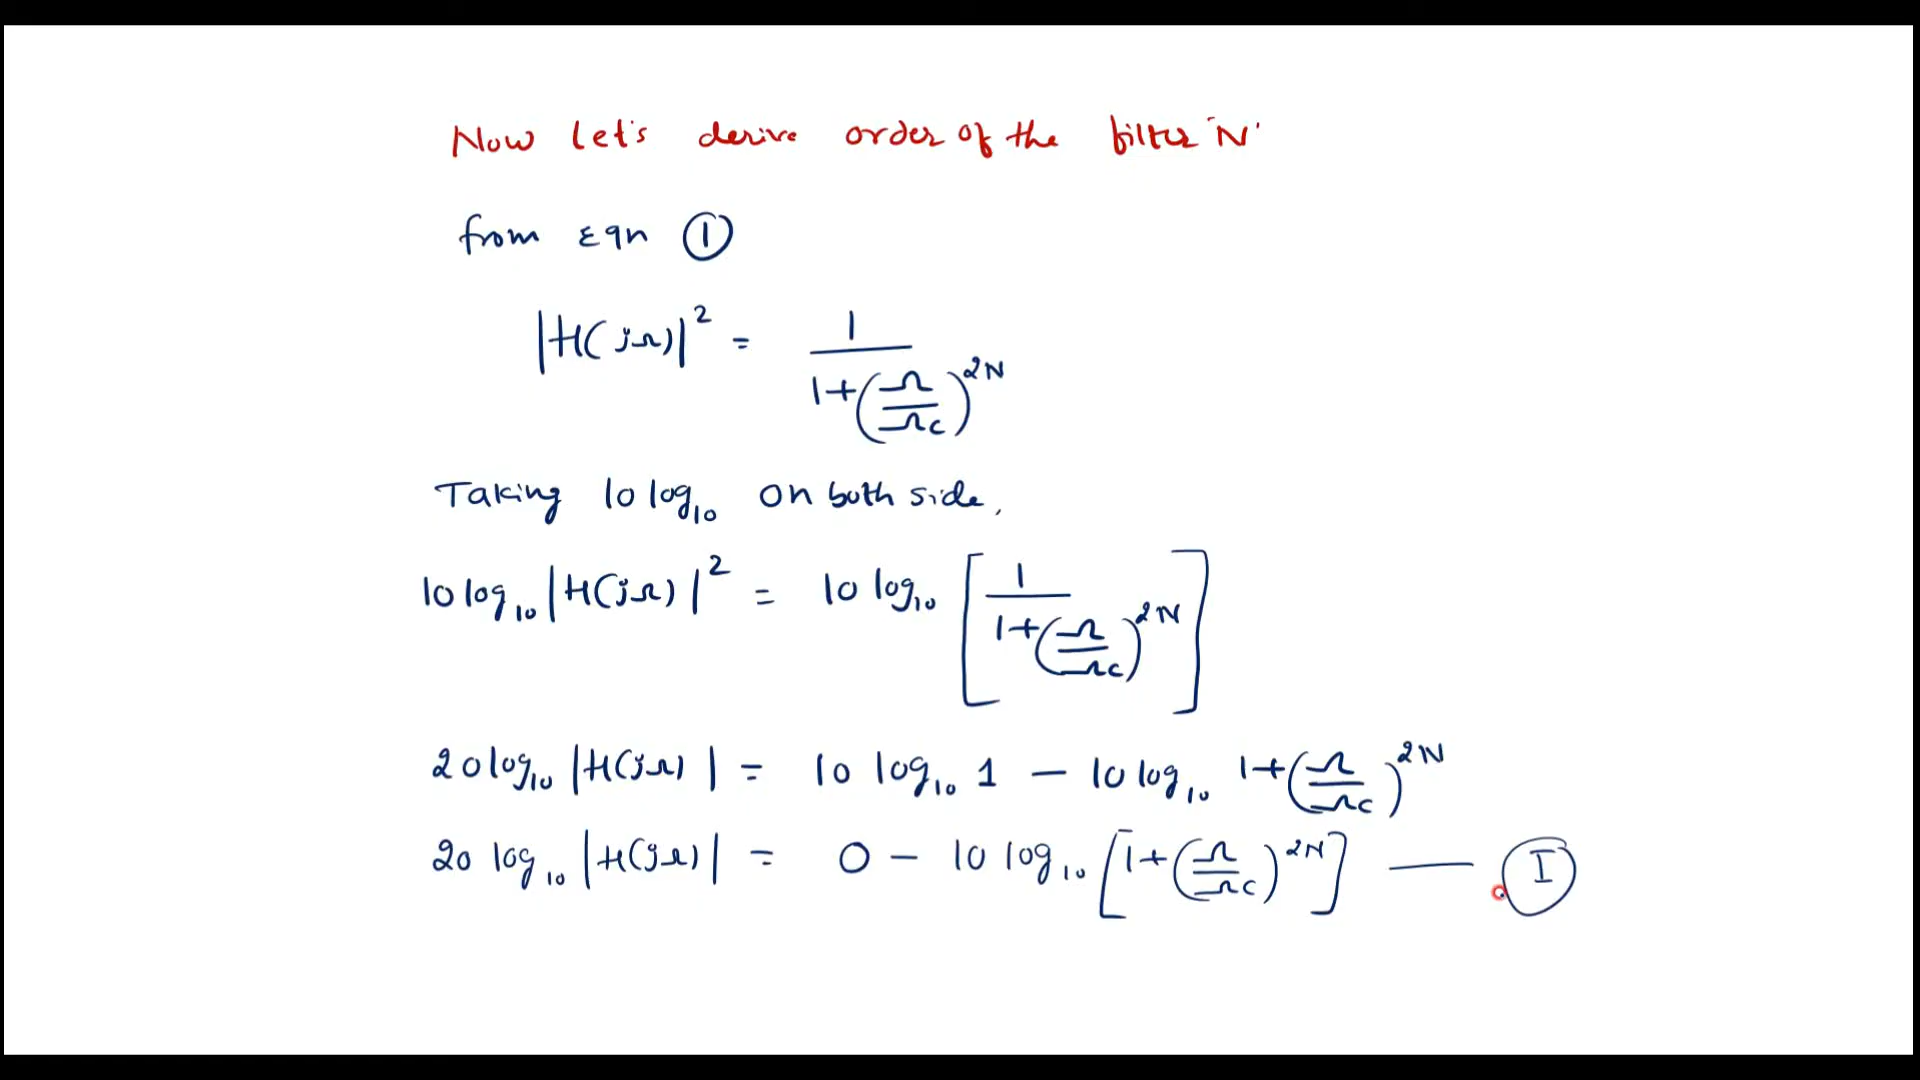 Now let's derive order of the filter 'N'
from Eqn ①
|H(jΩ)|² = 1 / (1+(Ω/Ωc)^2N)
Taking 10 log₁₀ on both side,
10 log₁₀ |H(jΩ)|² = 10 log₁₀ [1 / (1+(Ω/Ωc)^2N)]
20 log₁₀ |H(jΩ)| = 10 log₁₀ 1 − 10 log₁₀ 1+(Ω/Ωc)^2N
20 log₁₀ |H(jΩ)| = 0 − 10 log₁₀ [1+(Ω/Ωc)^2N] — Ⓘ